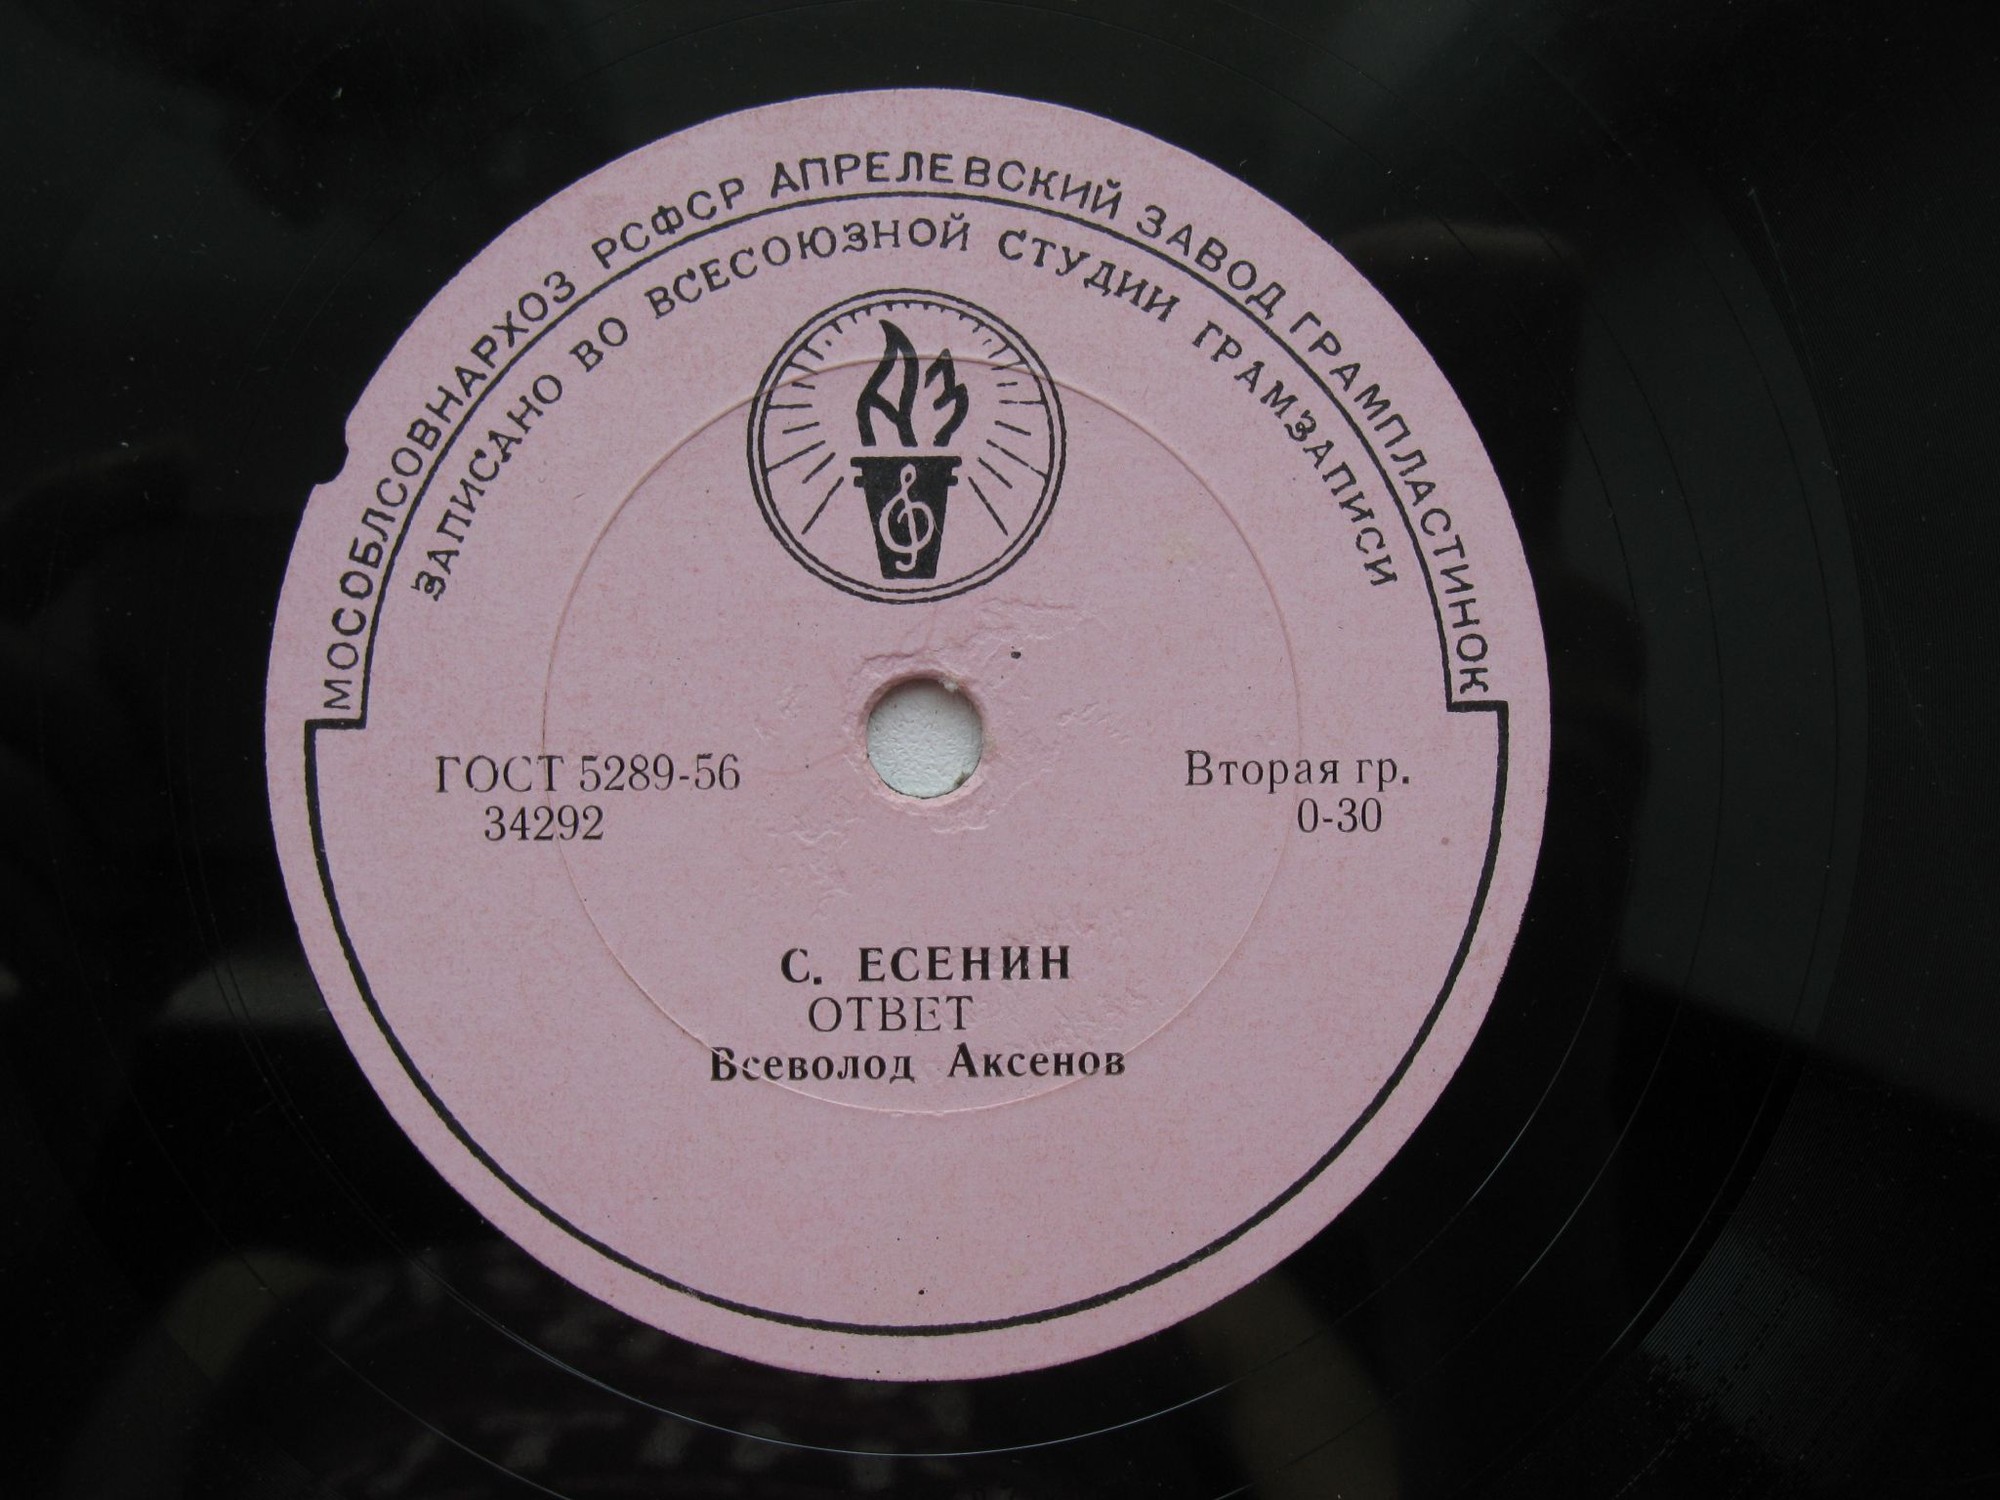 МОСОБЛСОВНАРХОЗ РСФСР АПРЕЛЕВСКИЙ ЗАВОД ГРАМПЛАСТИНОК
ЗАПИСАНО ВО ВСЕСОЮЗНОЙ СТУДИИ ГРАМЗАПИСИ
АЗ
ГОСТ 5289-56
34292
Вторая гр.
0-30
С. ЕСЕНИН
ОТВЕТ
Всеволод Аксенов